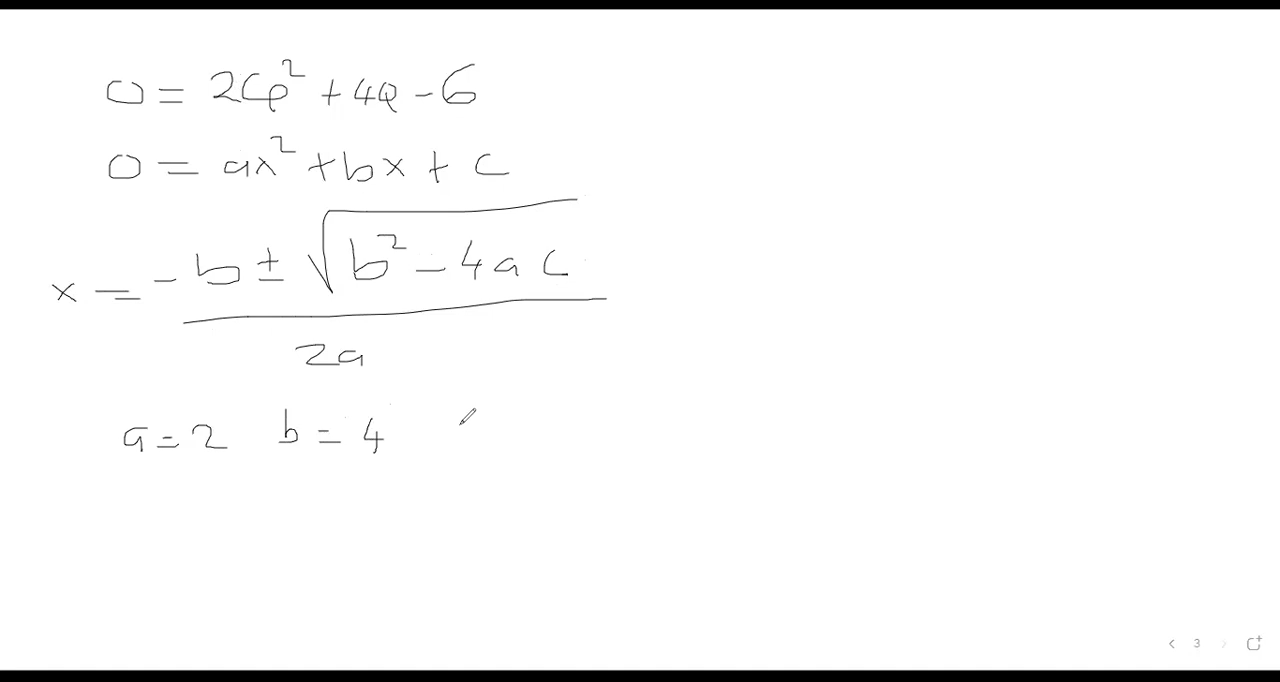 0 = 2Q² + 4Q - 6
0 = ax² + bx + c
x = -b ± √b² - 4ac
2a
a = 2 b = 4
3